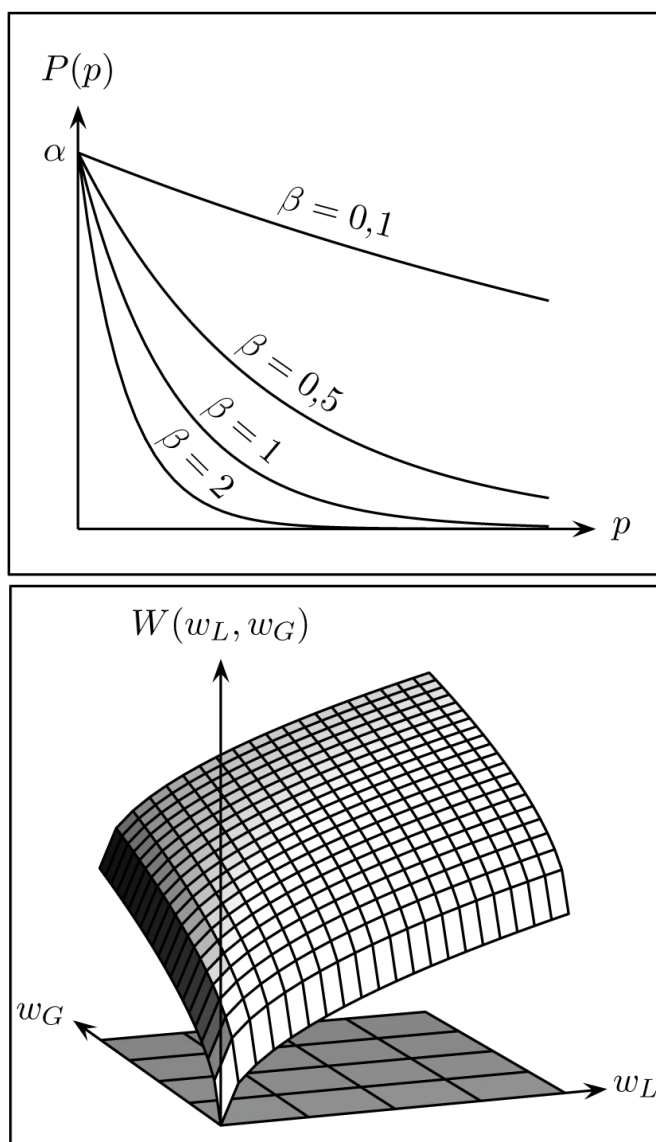 P(p)
α
β = 0,1
β = 0,5
β = 1
β = 2
p
W(w_L, w_G)
w_G
w_L